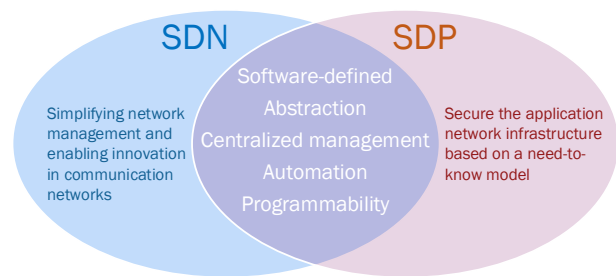 SDN
SDP
Software-defined
Abstraction
Centralized management
Automation
Programmability
Simplifying network
management and
enabling innovation
in communication
networks
Secure the application
network infrastructure
based on a need-to-
know model